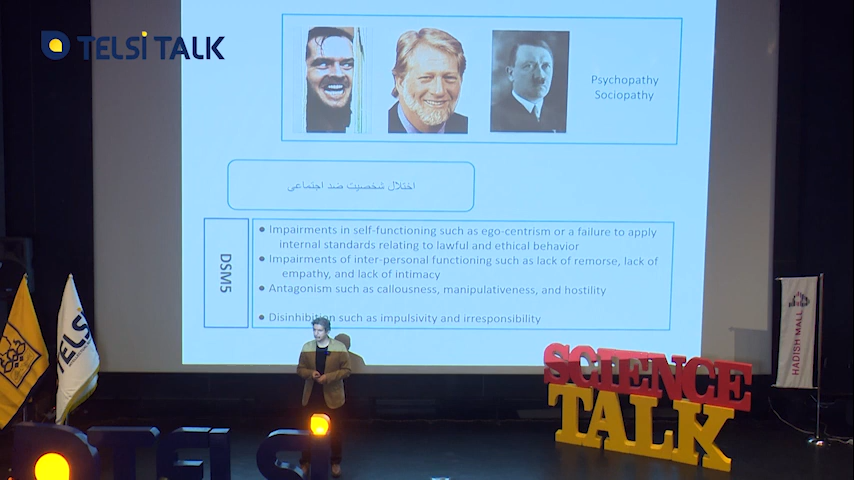 TELSI TALK
Psychopathy
Sociopathy
اختلال شخصیت ضد اجتماعی
DSM5
• Impairments in self-functioning such as ego-centrism or a failure to apply
internal standards relating to lawful and ethical behavior
• Impairments of inter-personal functioning such as lack of remorse, lack of
empathy, and lack of intimacy
• Antagonism such as callousness, manipulativeness, and hostility
• Disinhibition such as impulsivity and irresponsibility
TELSI
HADISH MALL
SCIENCE
TALK
TELSI